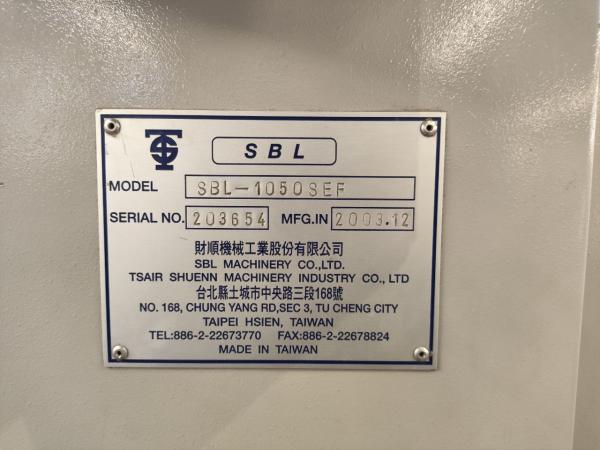 TS
SBL
MODEL SBL-1050SEF
SERIAL NO. 203654 MFG.IN 2003.12
財順機械工業股份有限公司
SBL MACHINERY CO.,LTD.
TSAIR SHUENN MACHINERY INDUSTRY CO., LTD
台北縣土城市中央路三段168號
NO. 168, CHUNG YANG RD,SEC 3, TU CHENG CITY
TAIPEI HSIEN, TAIWAN
TEL:886-2-22673770 FAX:886-2-22678824
MADE IN TAIWAN